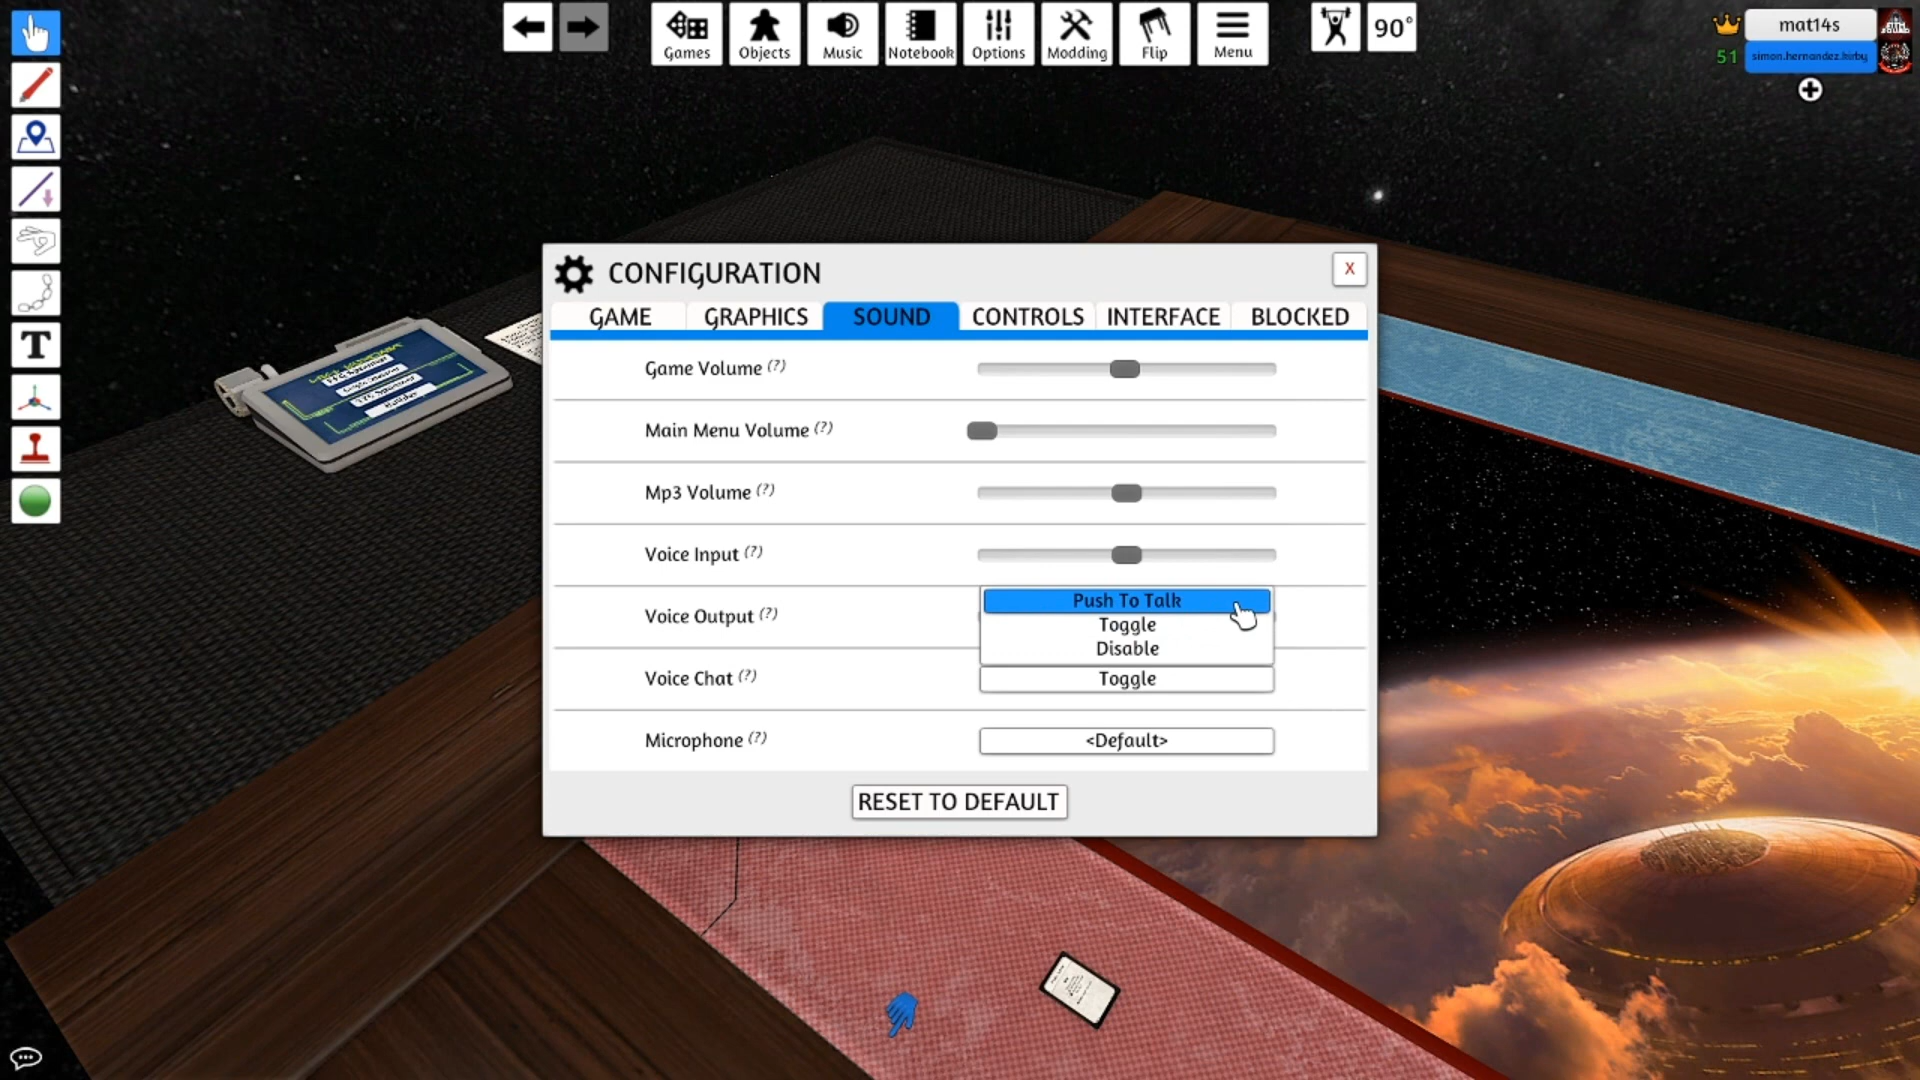 Games
Objects
Music
Notebook
Options
Modding
Flip
Menu
90°
mat14s
51
simon.hernandez.kirby
CONFIGURATION
X
GAME
GRAPHICS
SOUND
CONTROLS
INTERFACE
BLOCKED
Game Volume (?)
Main Menu Volume (?)
Mp3 Volume (?)
Voice Input (?)
Voice Output (?)
Push To Talk
Toggle
Disable
Voice Chat (?)
Toggle
Microphone (?)
<Default>
RESET TO DEFAULT
T